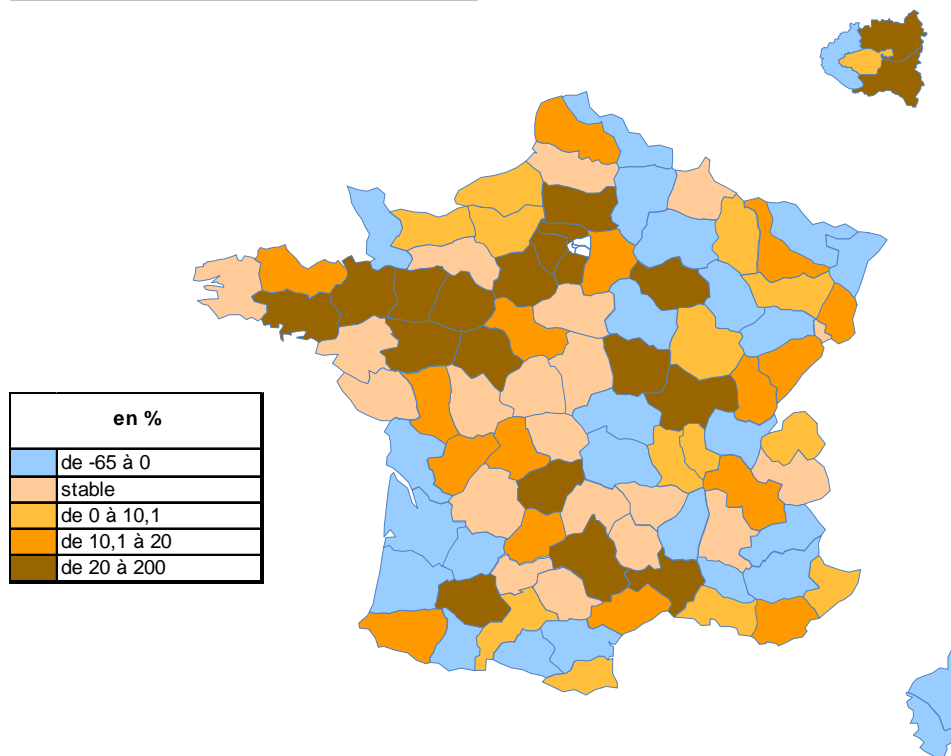 en %
de -65 à 0
stable
de 0 à 10,1
de 10,1 à 20
de 20 à 200